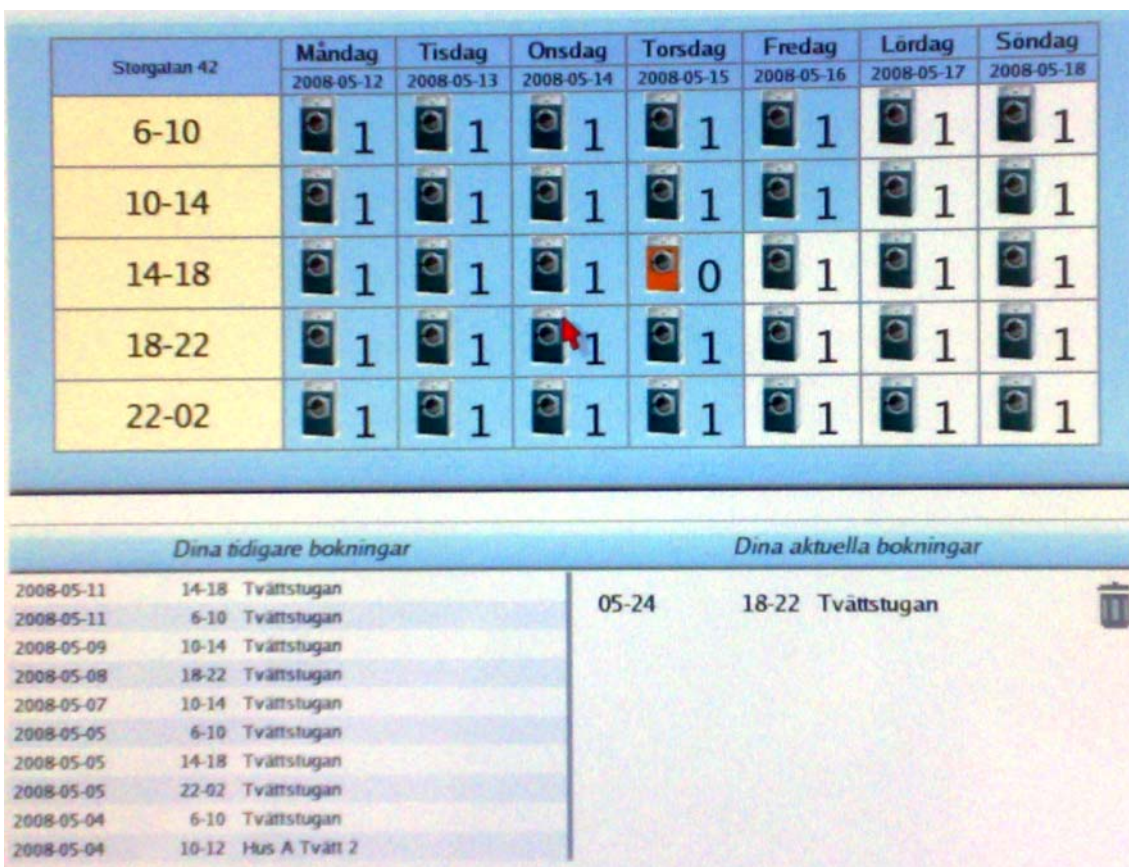 Storgatan 42 Måndag Tisdag Onsdag Torsdag Fredag Lördag Söndag
2008-05-12 2008-05-13 2008-05-14 2008-05-15 2008-05-16 2008-05-17 2008-05-18
6-10 1 1 1 1 1 1 1
10-14 1 1 1 1 1 1 1
14-18 1 1 1 0 1 1 1
18-22 1 1 1 1 1 1 1
22-02 1 1 1 1 1 1 1
Dina tidigare bokningar
2008-05-11 14-18 Tvättstugan
2008-05-11 6-10 Tvättstugan
2008-05-09 10-14 Tvättstugan
2008-05-08 18-22 Tvättstugan
2008-05-07 10-14 Tvättstugan
2008-05-05 6-10 Tvättstugan
2008-05-05 14-18 Tvättstugan
2008-05-05 22-02 Tvättstugan
2008-05-04 6-10 Tvättstugan
2008-05-04 10-12 Hus A Tvätt 2
Dina aktuella bokningar
05-24 18-22 Tvättstugan